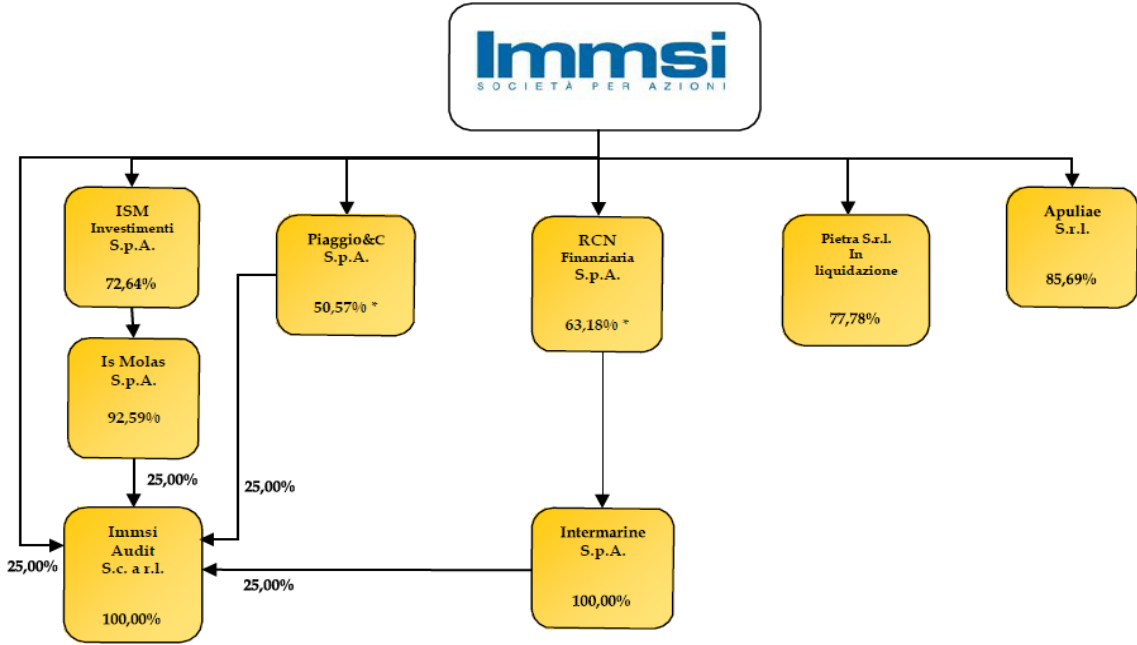 Immsi
SOCIETÀ PER AZIONI
ISM
Investimenti
S.p.A.
72,64%
Piaggio&C
S.p.A.
50,57% *
RCN
Finanziaria
S.p.A.
63,18% *
Pietra S.r.l.
In
liquidazione
77,78%
Apuliae
S.r.l.
85,69%
Is Molas
S.p.A.
92,59%
25,00%
25,00%
Immsi
Audit
S.c. a r.l.
100,00%
25,00%
25,00%
Intermarine
S.p.A.
100,00%